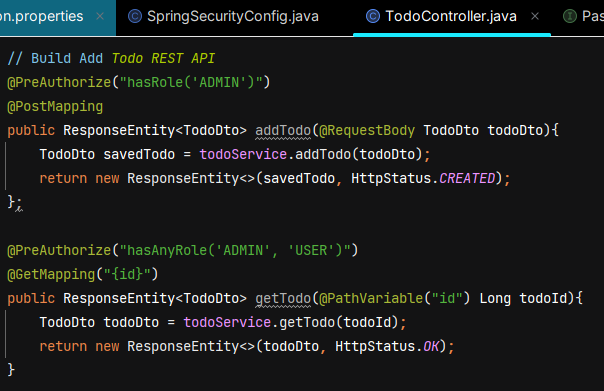 on.properties × SpringSecurityConfig.java TodoController.java × Pas
// Build Add Todo REST API
@PreAuthorize("hasRole('ADMIN')")
@PostMapping
public ResponseEntity<TodoDto> addTodo(@RequestBody TodoDto todoDto){
    TodoDto savedTodo = todoService.addTodo(todoDto);
    return new ResponseEntity<>(savedTodo, HttpStatus.CREATED);
};
@PreAuthorize("hasAnyRole('ADMIN', 'USER')")
@GetMapping("{id}")
public ResponseEntity<TodoDto> getTodo(@PathVariable("id") Long todoId){
    TodoDto todoDto = todoService.getTodo(todoId);
    return new ResponseEntity<>(todoDto, HttpStatus.OK);
}